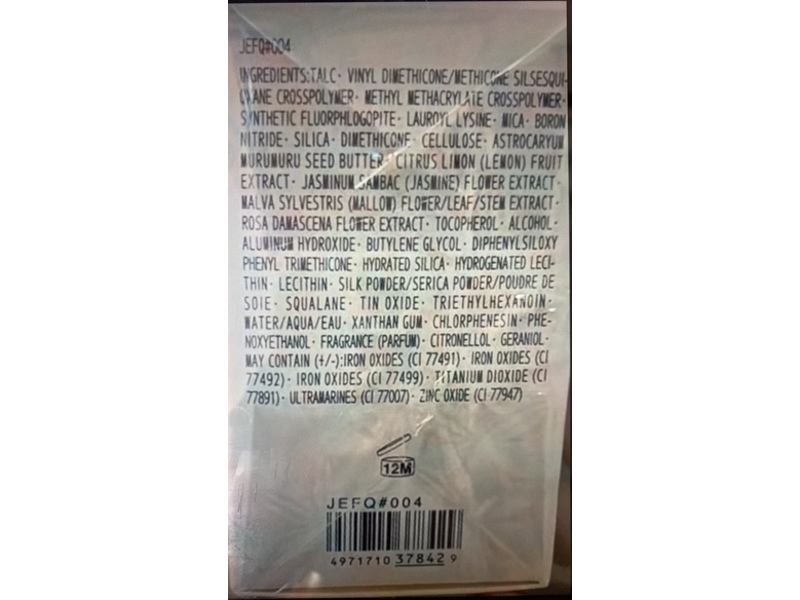 JEFQ#004
INGREDIENTS:TALC· VINYL DIMETHICONE/METHICONE SILSESQUI-
OXANE CROSSPOLYMER· METHYL METHACRYLATE CROSSPOLYMER·
SYNTHETIC FLUORPHLOGOPITE· LAUROYL LYSINE· MICA· BORON
NITRIDE· SILICA· DIMETHICONE· CELLULOSE· ASTROCARYUM
MURUMURU SEED BUTTER· CITRUS LIMON (LEMON) FRUIT
EXTRACT· JASMINUM SAMBAC (JASMINE) FLOWER EXTRACT·
MALVA SYLVESTRIS (MALLOW) FLOWER/LEAF/STEM EXTRACT·
ROSA DAMASCENA FLOWER EXTRACT· TOCOPHEROL· ALCOHOL·
ALUMINUM HYDROXIDE· BUTYLENE GLYCOL· DIPHENYLSILOXY
PHENYL TRIMETHICONE· HYDRATED SILICA· HYDROGENATED LECI-
THIN· LECITHIN· SILK POWDER/SERICA POWDER/POUDRE DE
SOIE· SQUALANE· TIN OXIDE· TRIETHYLHEXANOIN·
WATER/AQUA/EAU· XANTHAN GUM· CHLORPHENESIN· PHE-
NOXYETHANOL· FRAGRANCE (PARFUM)· CITRONELLOL· GERANIOL·
MAY CONTAIN (+/-):IRON OXIDES (CI 77491)· IRON OXIDES (CI
77492)· IRON OXIDES (CI 77499)· TITANIUM DIOXIDE (CI
77891)· ULTRAMARINES (CI 77007)· ZINC OXIDE (CI 77947)
12M
JEFQ#004
4971710 37842 9